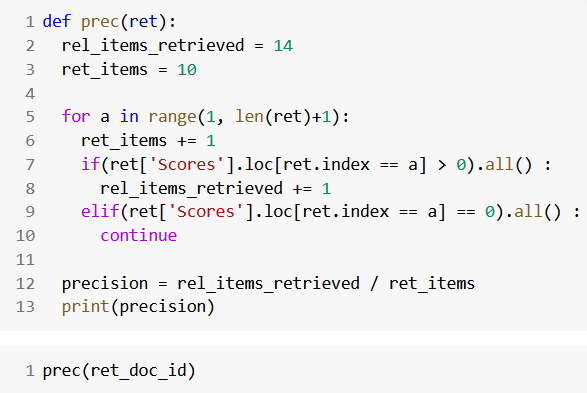 1 def prec(ret):
2   rel_items_retrieved = 14
3   ret_items = 10
4
5   for a in range(1, len(ret)+1):
6     ret_items += 1
7     if(ret['Scores'].loc[ret.index == a] > 0).all() :
8       rel_items_retrieved += 1
9     elif(ret['Scores'].loc[ret.index == a] == 0).all() :
10       continue
11
12   precision = rel_items_retrieved / ret_items
13   print(precision)
1 prec(ret_doc_id)